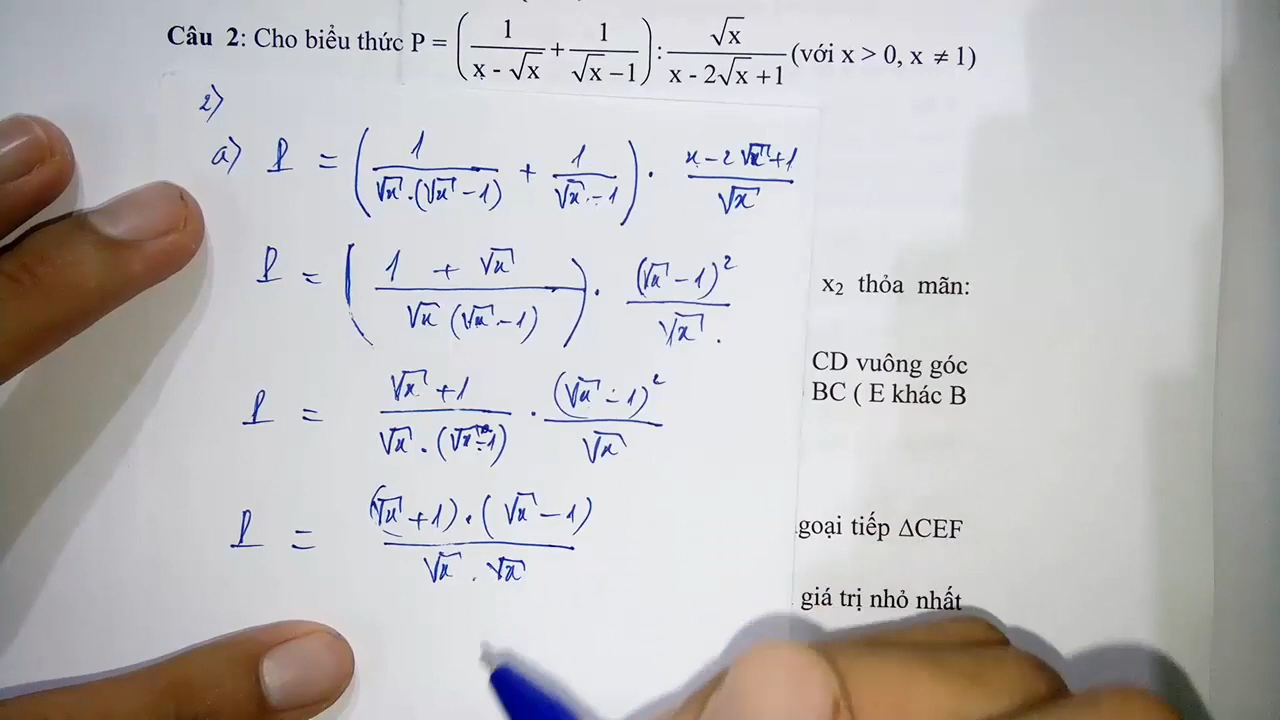 Câu 2: Cho biểu thức P = (1/(x - √x) + 1/(√x – 1)) : √x/(x - 2√x + 1) (với x > 0, x ≠ 1)
2)
a) P = (1/(√x.(√x - 1)) + 1/(√x - 1)) . (x - 2√x + 1)/√x
P = ((1 + √x)/(√x (√x - 1))) . (√x - 1)²/√x .
x₂ thỏa mãn:
CD vuông góc
BC ( E khác B
P = (√x + 1)/(√x . (√x - 1)) . (√x - 1)²/√x
P = ((√x + 1) . (√x - 1))/(√x . √x)
goại tiếp ΔCEF
giá trị nhỏ nhất